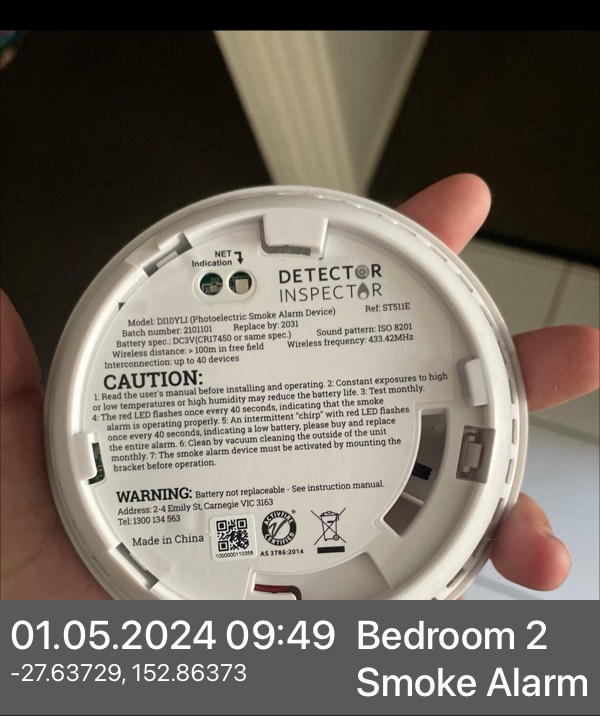 NET
Indication
DETECTOR
INSPECTOR
Model: DI10YLI (Photoelectric Smoke Alarm Device)
Ref: ST511E
Batch number: 2101101 Replace by: 2031
Battery spec.: DC3V(CR17450 or same spec.)
Sound pattern: ISO 8201
Wireless distance: > 100m in free field
Wireless frequency: 433.42MHz
Interconnection: up to 40 devices
CAUTION:
1: Read the user's manual before installing and operating. 2: Constant exposures to high
or low temperatures or high humidity may reduce the battery life. 3: Test monthly.
4: The red LED flashes once every 40 seconds, indicating that the smoke
alarm is operating properly. 5: An intermittent "chirp" with red LED flashes
once every 40 seconds, indicating a low battery, please buy and replace
the entire alarm. 6: Clean by vacuum cleaning the outside of the unit
monthly. 7: The smoke alarm device must be activated by mounting the
bracket before operation.
WARNING: Battery not replaceable - See instruction manual.
Address: 2-4 Emily St, Carnegie VIC 3163
Tel: 1300 134 563
Made in China
1000000110358
ACTIVFIRE
CERTIFIED
AS 3786:2014
01.05.2024 09:49
-27.63729, 152.86373
Bedroom 2
Smoke Alarm